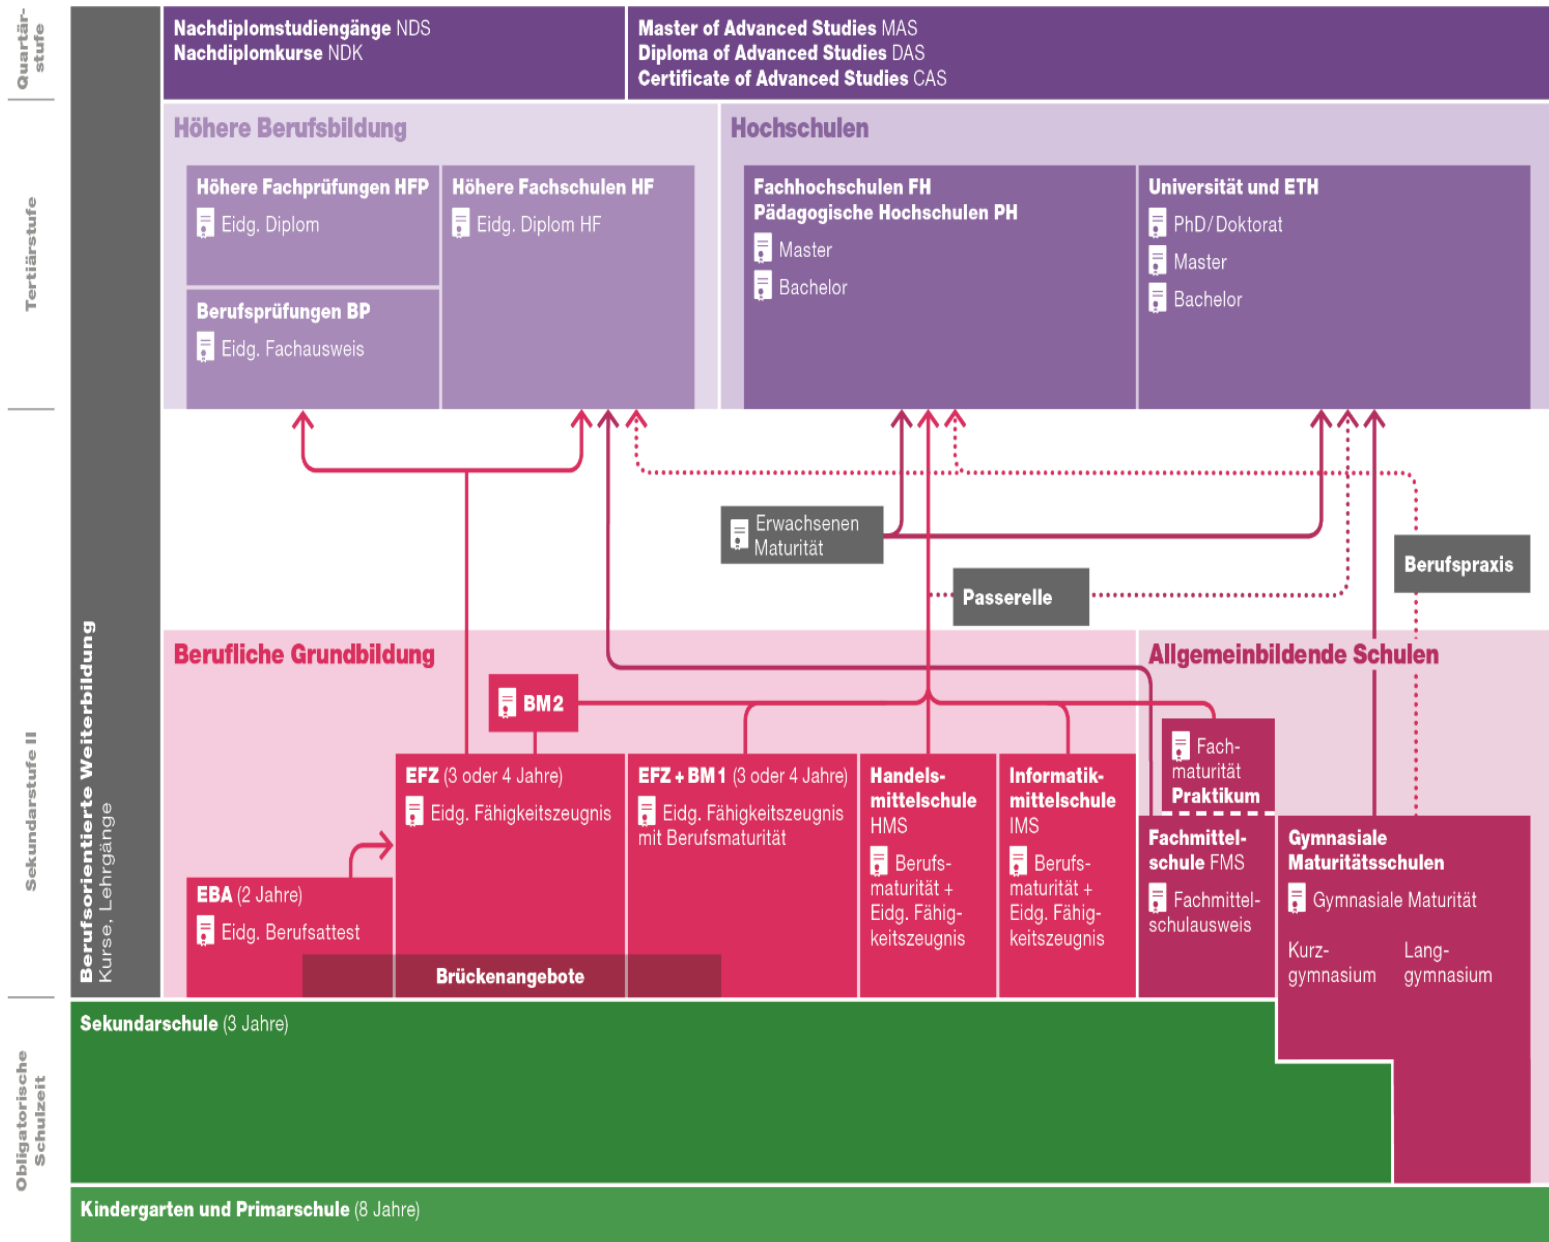 Quartär-
stufe
Nachdiplomstudiengänge NDS
Nachdiplomkurse NDK
Master of Advanced Studies MAS
Diploma of Advanced Studies DAS
Certificate of Advanced Studies CAS
Tertiärstufe
Höhere Berufsbildung
Höhere Fachprüfungen HFP
Eidg. Diplom
Berufsprüfungen BP
Eidg. Fachausweis
Höhere Fachschulen HF
Eidg. Diplom HF
Hochschulen
Fachhochschulen FH
Pädagogische Hochschulen PH
Master
Bachelor
Universität und ETH
PhD/Doktorat
Master
Bachelor
Erwachsenen
Maturität
Passerelle
Berufspraxis
Sekundarstufe II
Berufsorientierte Weiterbildung
Kurse, Lehrgänge
Berufliche Grundbildung
BM2
EBA (2 Jahre)
Eidg. Berufsattest
EFZ (3 oder 4 Jahre)
Eidg. Fähigkeitszeugnis
EFZ + BM1 (3 oder 4 Jahre)
Eidg. Fähigkeitszeugnis
mit Berufsmaturität
Brückenangebote
Handels-
mittelschule
HMS
Berufs-
maturität +
Eidg. Fähig-
keitszeugnis
Informatik-
mittelschule
IMS
Berufs-
maturität +
Eidg. Fähig-
keitszeugnis
Allgemeinbildende Schulen
Fach-
maturität
Praktikum
Fachmittel-
schule FMS
Fachmittel-
schulausweis
Gymnasiale
Maturitätsschulen
Gymnasiale Maturität
Kurz-
gymnasium
Lang-
gymnasium
Obligatorische
Schulzeit
Sekundarschule (3 Jahre)
Kindergarten und Primarschule (8 Jahre)